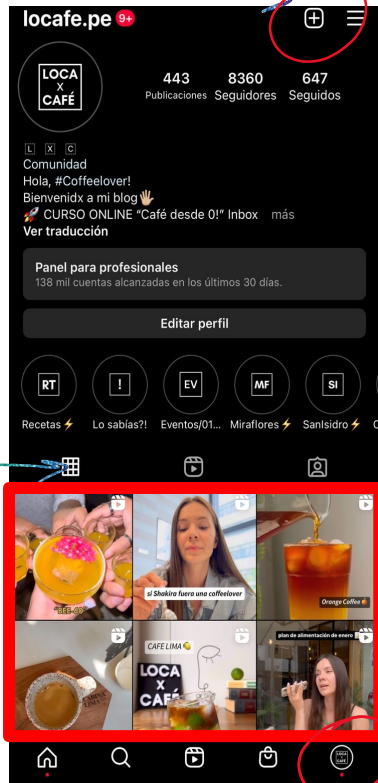 locafe.pe 9+
LOCA
X
CAFÉ
443 8360 647
Publicaciones Seguidores Seguidos
L X C
Comunidad
Hola, #Coffeelover!
Bienvenidx a mi blog🖐🏼
🚀 CURSO ONLINE “Café desde 0!” Inbox más
Ver traducción
Panel para profesionales
138 mil cuentas alcanzadas en los últimos 30 días.
Editar perfil
RT ! EV MF SI
Recetas⚡ Lo sabías?! Eventos/01... Miraflores⚡ SanIsidro⚡
"BEE-GO"
si Shakira fuera una coffeelover
Orange Coffee
CAFE LIMA
LOCA
X
CAFÉ
plan de alimentación de enero